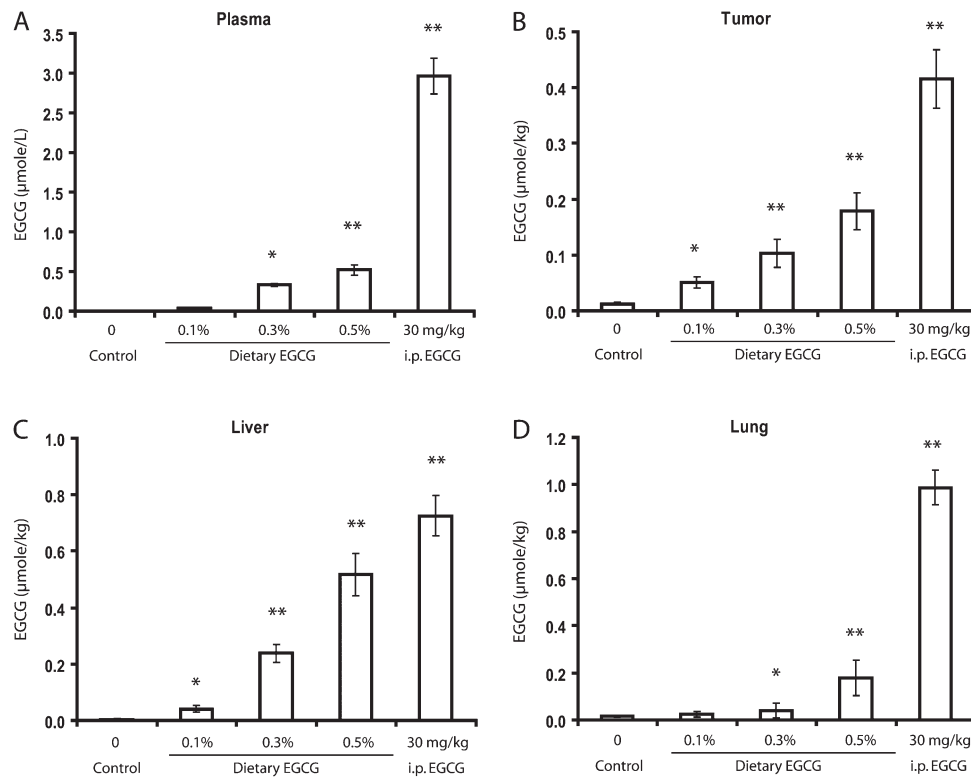 A
Plasma
EGCG (µmole/L)
3.5
3.0
2.5
2.0
1.5
1.0
0.5
0.0
*
**
**
0 0.1% 0.3% 0.5% 30 mg/kg
Control Dietary EGCG i.p. EGCG
B
Tumor
EGCG (µmole/kg)
0.5
0.4
0.3
0.2
0.1
0.0
*
**
**
**
0 0.1% 0.3% 0.5% 30 mg/kg
Control Dietary EGCG i.p. EGCG
C
Liver
EGCG (µmole/kg)
1.0
0.8
0.6
0.4
0.2
0.0
*
**
**
**
0 0.1% 0.3% 0.5% 30 mg/kg
Control Dietary EGCG i.p. EGCG
D
Lung
EGCG (µmole/kg)
1.2
1.0
0.8
0.6
0.4
0.2
0.0
*
**
**
0 0.1% 0.3% 0.5% 30 mg/kg
Control Dietary EGCG i.p. EGCG